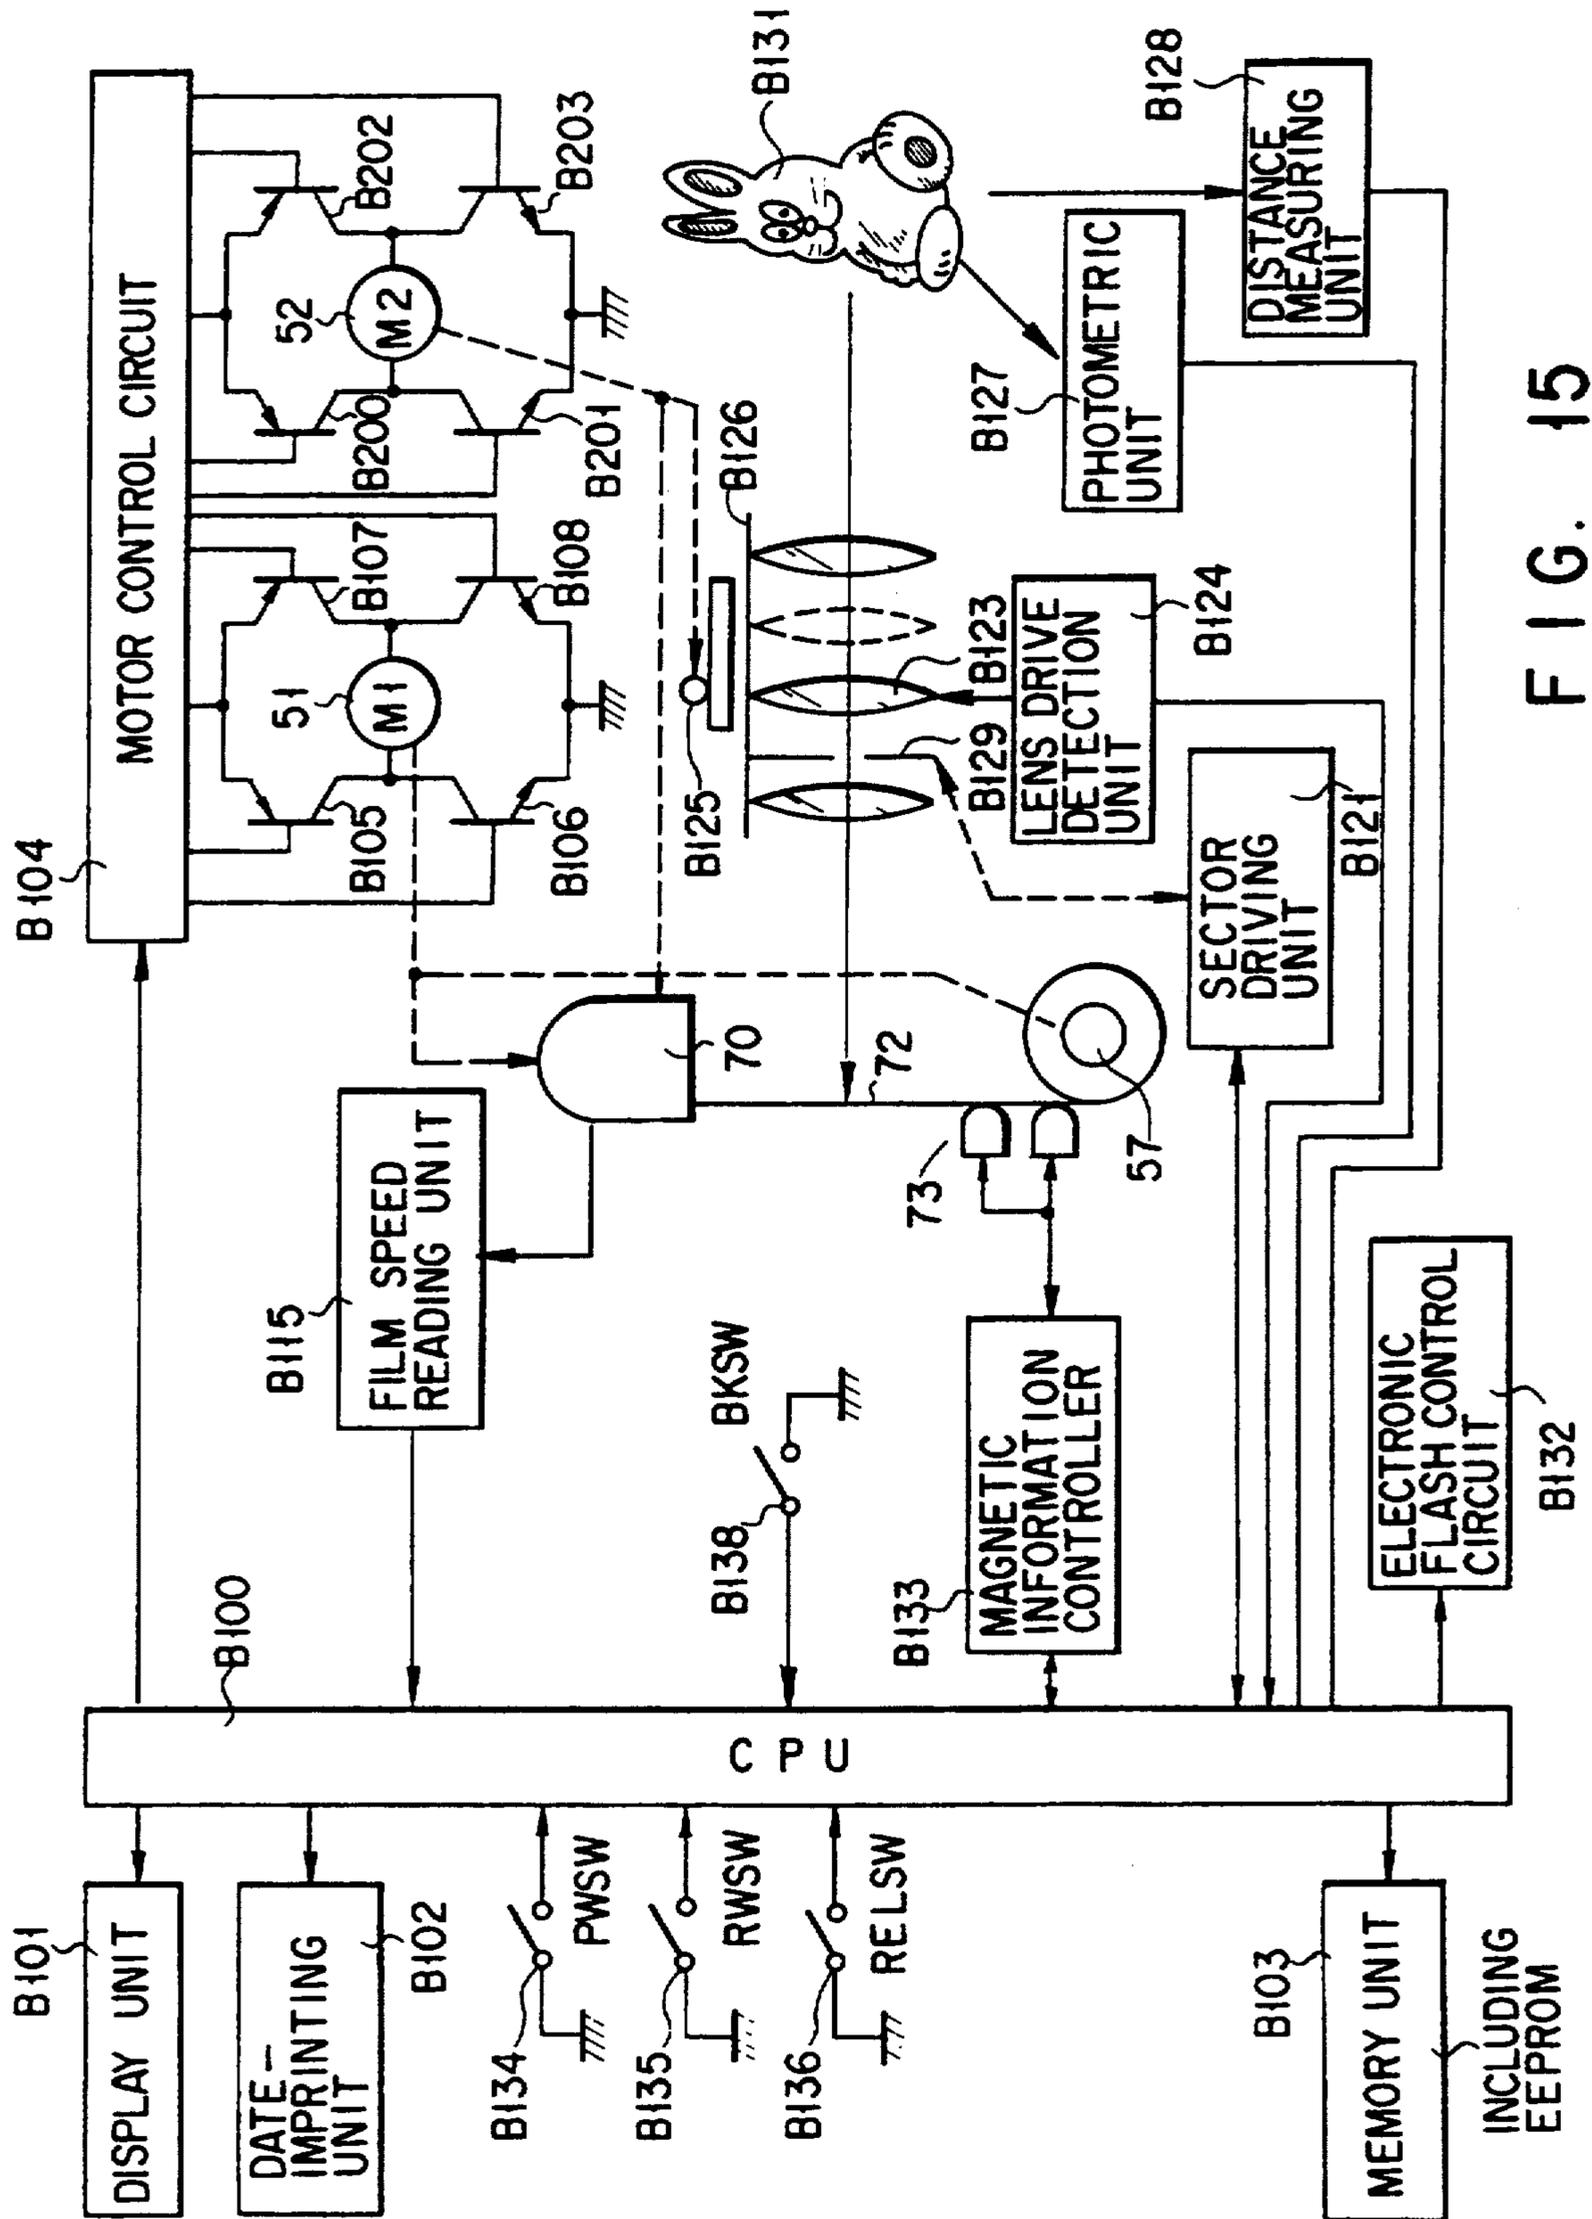 B101
DISPLAY UNIT
DATE-
IMPRINTING
UNIT
B102
B134
PWSW
B135
RWSW
B136
RELSW
B103
MEMORY UNIT
INCLUDING
EEPROM
B100
CPU
B115
FILM SPEED
READING UNIT
B138
BKSW
B133
MAGNETIC
INFORMATION
CONTROLLER
ELECTRONIC
FLASH CONTROL
CIRCUIT
B132
B104
MOTOR CONTROL CIRCUIT
B105
B106
51
M1
B107
B108
B200
B201
52
M2
B202
B203
70
72
73
57
B125
B126
B129
B123
LENS DRIVE
DETECTION
UNIT
B124
SECTOR
DRIVING
UNIT
B121
B131
B127
PHOTOMETRIC
UNIT
B128
DISTANCE
MEASURING
UNIT
FIG. 15